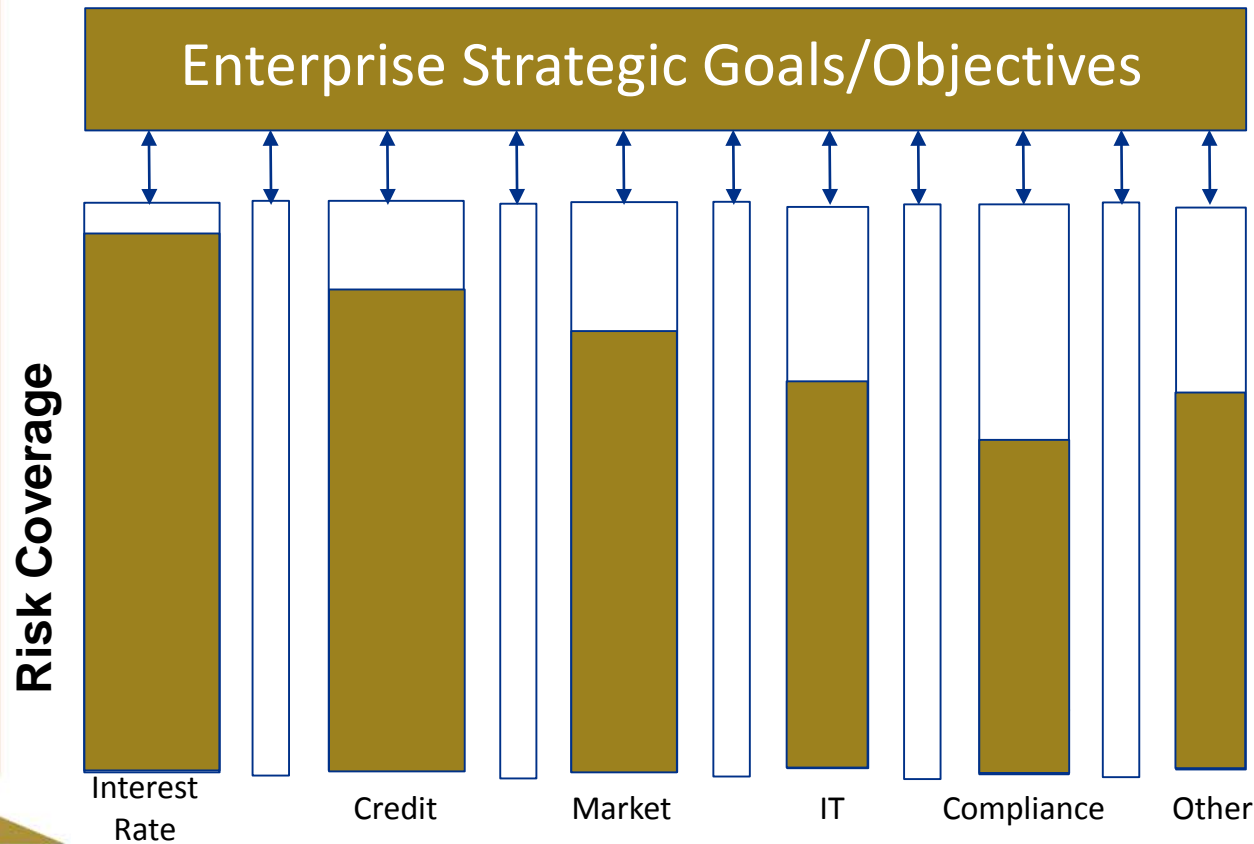 Enterprise Strategic Goals/Objectives
Risk Coverage
Interest
Rate
Credit
Market
IT
Compliance
Other